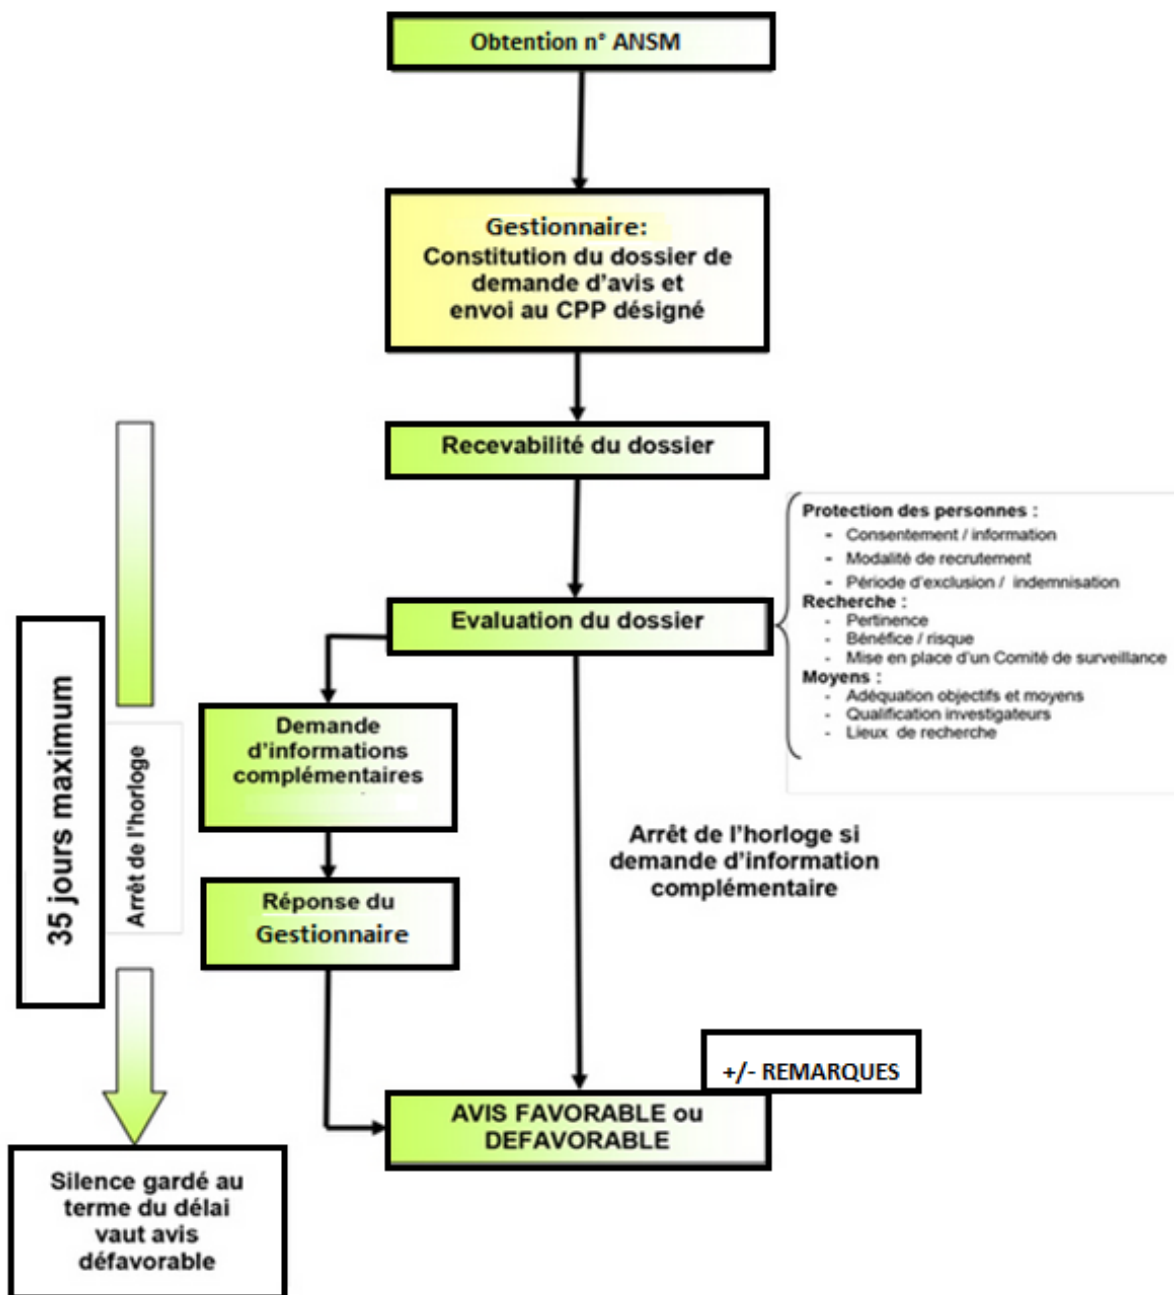 Obtention n° ANSM
Gestionnaire:
Constitution du dossier de
demande d'avis et
envoi au CPP désigné
Recevabilité du dossier
Evaluation du dossier
Protection des personnes :
- Consentement / information
- Modalité de recrutement
- Période d'exclusion / indemnisation
Recherche :
- Pertinence
- Bénéfice / risque
- Mise en place d'un Comité de surveillance
Moyens :
- Adéquation objectifs et moyens
- Qualification investigateurs
- Lieux de recherche
35 jours maximum
Arrêt de l'horloge
Demande
d'informations
complémentaires
Arrêt de l'horloge si
demande d'information
complémentaire
Réponse du
Gestionnaire
+/- REMARQUES
AVIS FAVORABLE ou
DEFAVORABLE
Silence gardé au
terme du délai
vaut avis
défavorable